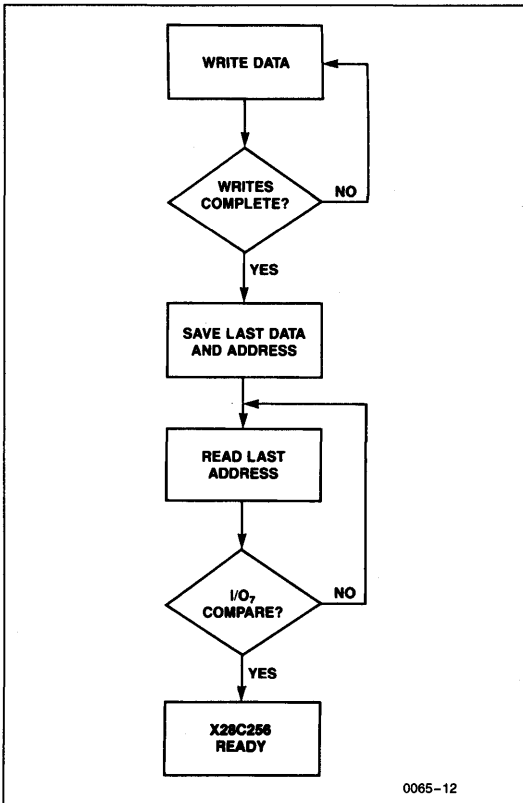 WRITE DATA
WRITES
COMPLETE?
NO
YES
SAVE LAST DATA
AND ADDRESS
READ LAST
ADDRESS
I/O₇
COMPARE?
NO
YES
X28C256
READY
0065-12